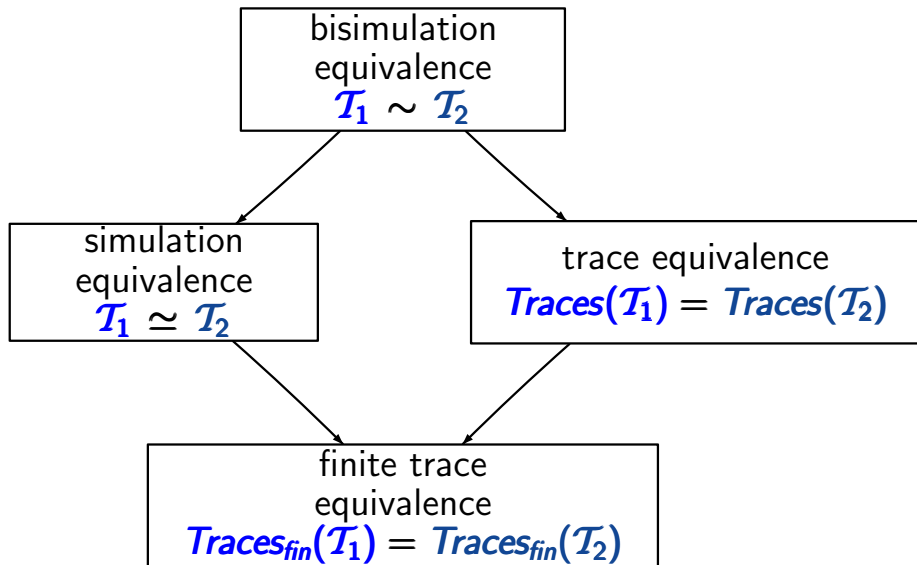 bisimulation
equivalence
𝒯₁ ∼ 𝒯₂
simulation
equivalence
𝒯₁ ≃ 𝒯₂
trace equivalence
Traces(𝒯₁) = Traces(𝒯₂)
finite trace
equivalence
Traces_fin(𝒯₁) = Traces_fin(𝒯₂)